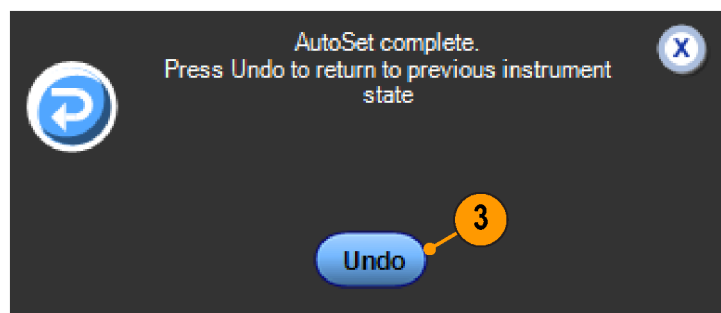 AutoSet complete.
X
Press Undo to return to previous instrument
state
3
Undo